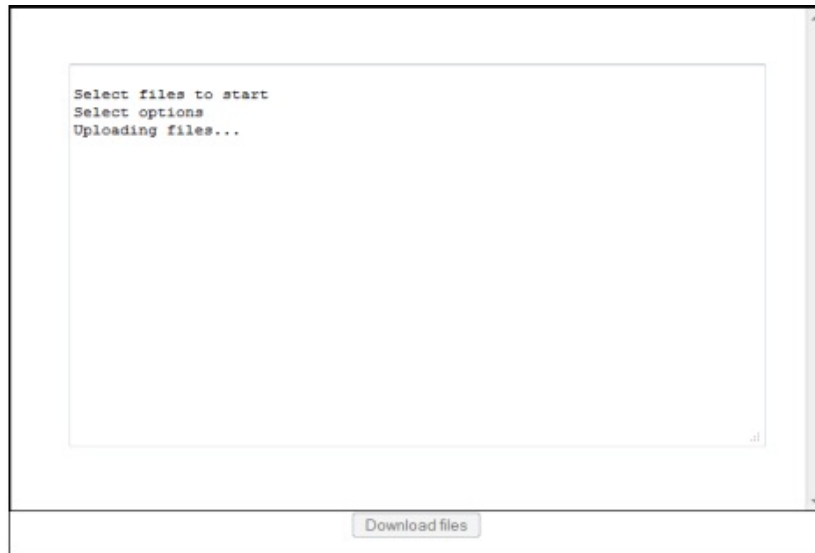 Select files to start
Select options
Uploading files...
Download files